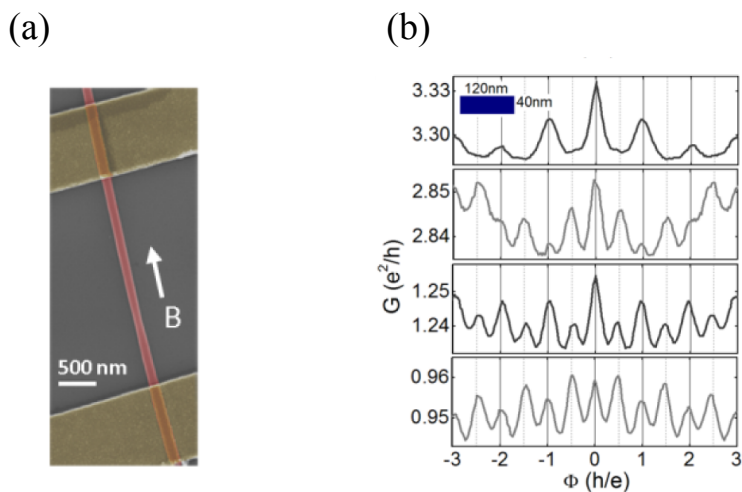 (a)
(b)
B
500 nm
120nm
40nm
3.33
3.30
2.85
2.84
1.25
1.24
0.96
0.95
G (e²/h)
-3 -2 -1 0 1 2 3
Φ (h/e)